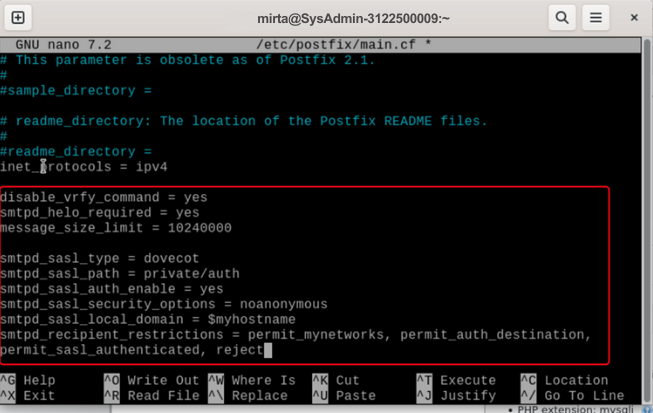 mirta@SysAdmin-3122500009:~
GNU nano 7.2 /etc/postfix/main.cf *
# This parameter is obsolete as of Postfix 2.1.
#
#sample_directory =
# readme_directory: The location of the Postfix README files.
#
#readme_directory =
inet_protocols = ipv4
disable_vrfy_command = yes
smtpd_helo_required = yes
message_size_limit = 10240000
smtpd_sasl_type = dovecot
smtpd_sasl_path = private/auth
smtpd_sasl_auth_enable = yes
smtpd_sasl_security_options = noanonymous
smtpd_sasl_local_domain = $myhostname
smtpd_recipient_restrictions = permit_mynetworks, permit_auth_destination,
permit_sasl_authenticated, reject
^G Help ^O Write Out ^W Where Is ^K Cut ^T Execute ^C Location
^X Exit ^R Read File ^\ Replace ^U Paste ^J Justify ^/ Go To Line
• PHP extension: mysqli